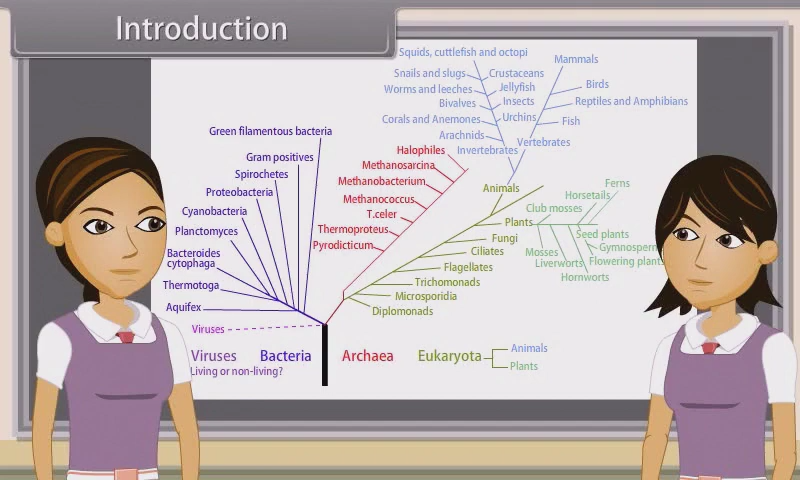 Introduction
Squids, cuttlefish and octopi
Mammals
Snails and slugs
Crustaceans
Worms and leeches
Jellyfish
Birds
Bivalves
Insects
Reptiles and Amphibians
Corals and Anemones
Urchins
Fish
Arachnids
Invertebrates
Vertebrates
Green filamentous bacteria
Gram positives
Spirochetes
Proteobacteria
Cyanobacteria
Planctomyces
Bacteroides
cytophaga
Thermotoga
Aquifex
Viruses
Halophiles
Methanosarcina
Methanobacterium
Methanococcus
T.celer
Thermoproteus
Pyrodicticum
Animals
Plants
Fungi
Ciliates
Flagellates
Trichomonads
Microsporidia
Diplomonads
Ferns
Horsetails
Club mosses
Seed plants
Mosses
Gymnosperm
Liverworts
Flowering plants
Hornworts
Viruses
Living or non-living?
Bacteria
Archaea
Eukaryota
Animals
Plants